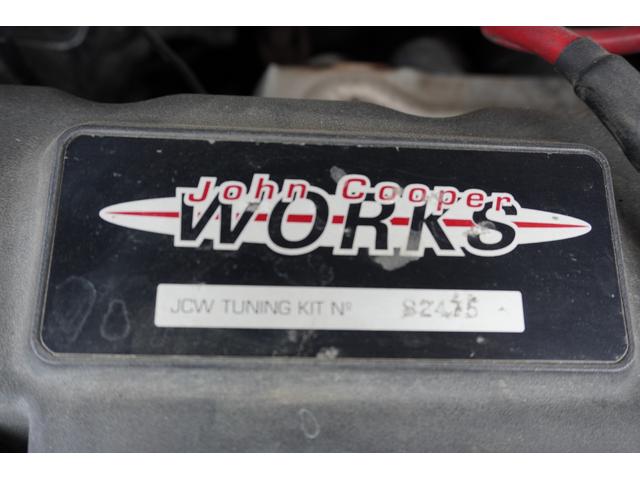 John Cooper
WORKS
JCW TUNING KIT Nº